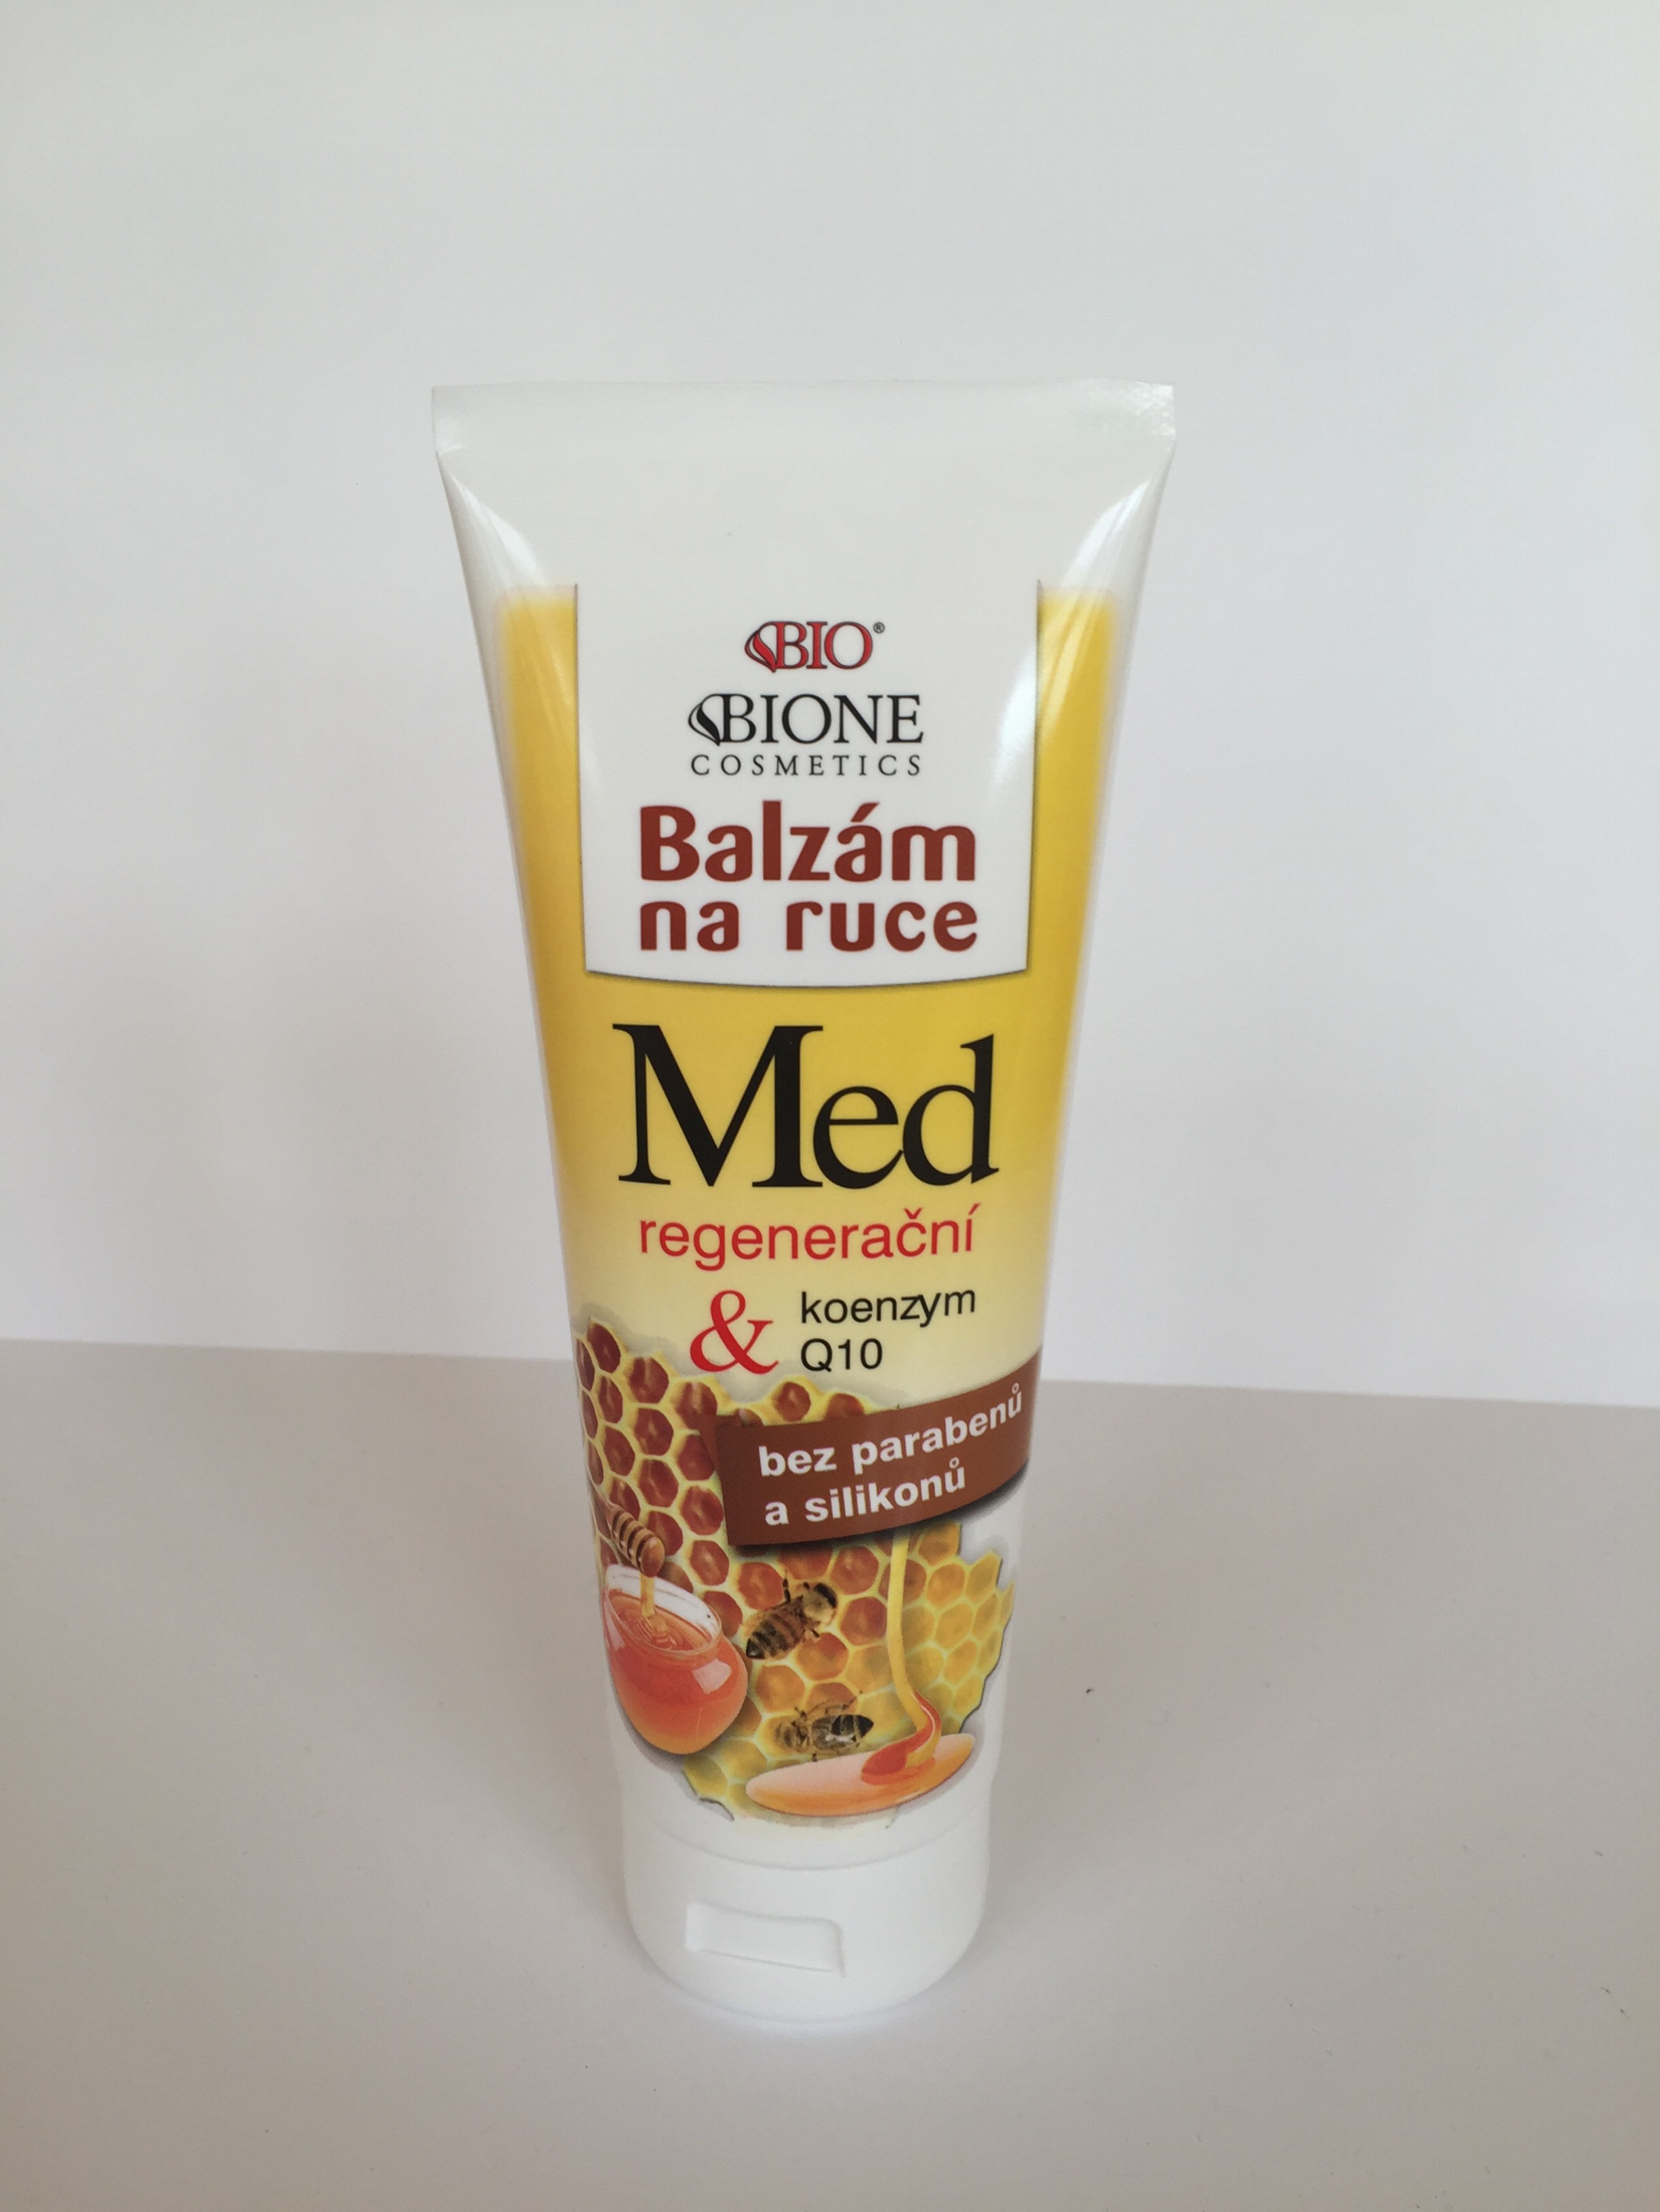 BIO®
BIONE
COSMETICS
Balzám
na ruce
Med
regenerační
& koenzym
Q10
bez parabenů
a silikonů